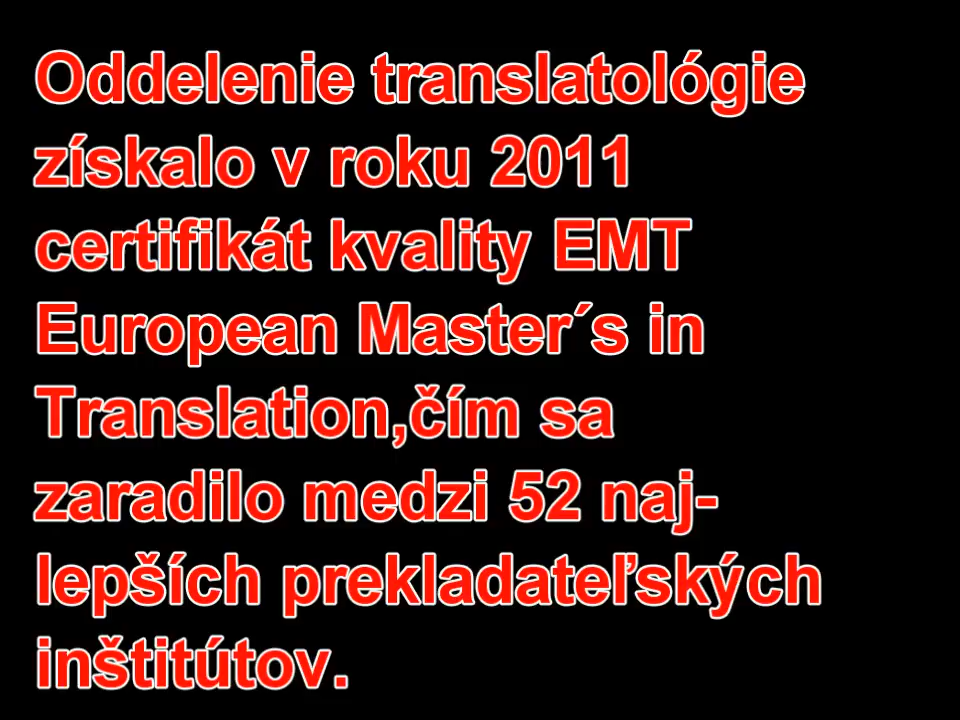 Oddelenie translatológie
získalo v roku 2011
certifikát kvality EMT
European Master´s in
Translation,čím sa
zaradilo medzi 52 naj-
lepších prekladateľských
inštitútov.